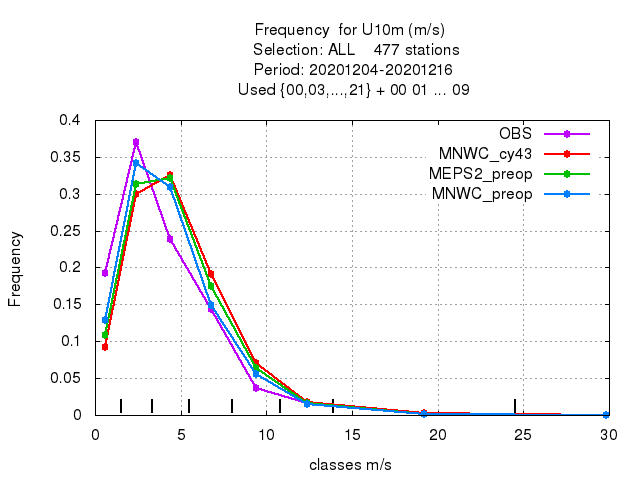 Frequency  for U10m (m/s)
Selection: ALL    477 stations
Period: 20201204-20201216
Used {00,03,...,21} + 00 01 ... 09
OBS
MNWC_cy43
MEPS2_preop
MNWC_preop
Frequency
0.4
0.35
0.3
0.25
0.2
0.15
0.1
0.05
0
0 5 10 15 20 25 30
classes m/s